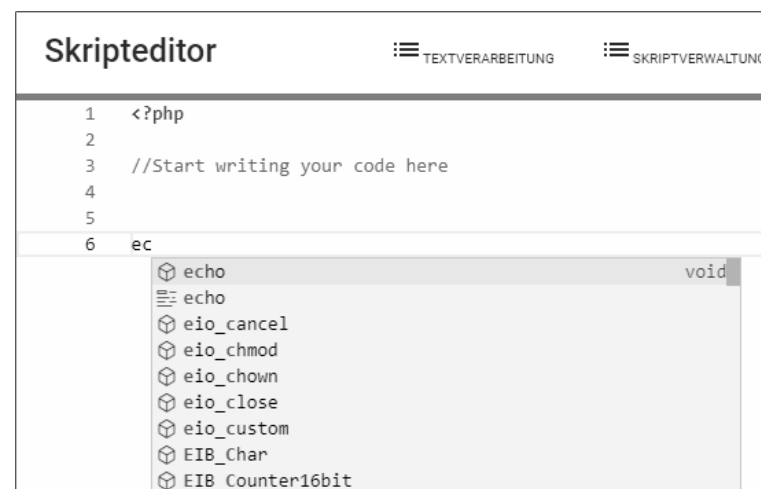 Skripteditor TEXTVERARBEITUNG SKRIPTVERWALTUNG
1 <?php
2
3 //Start writing your code here
4
5
6 ec
echo void
echo
eio_cancel
eio_chmod
eio_chown
eio_close
eio_custom
EIB_Char
EIB_Counter16bit